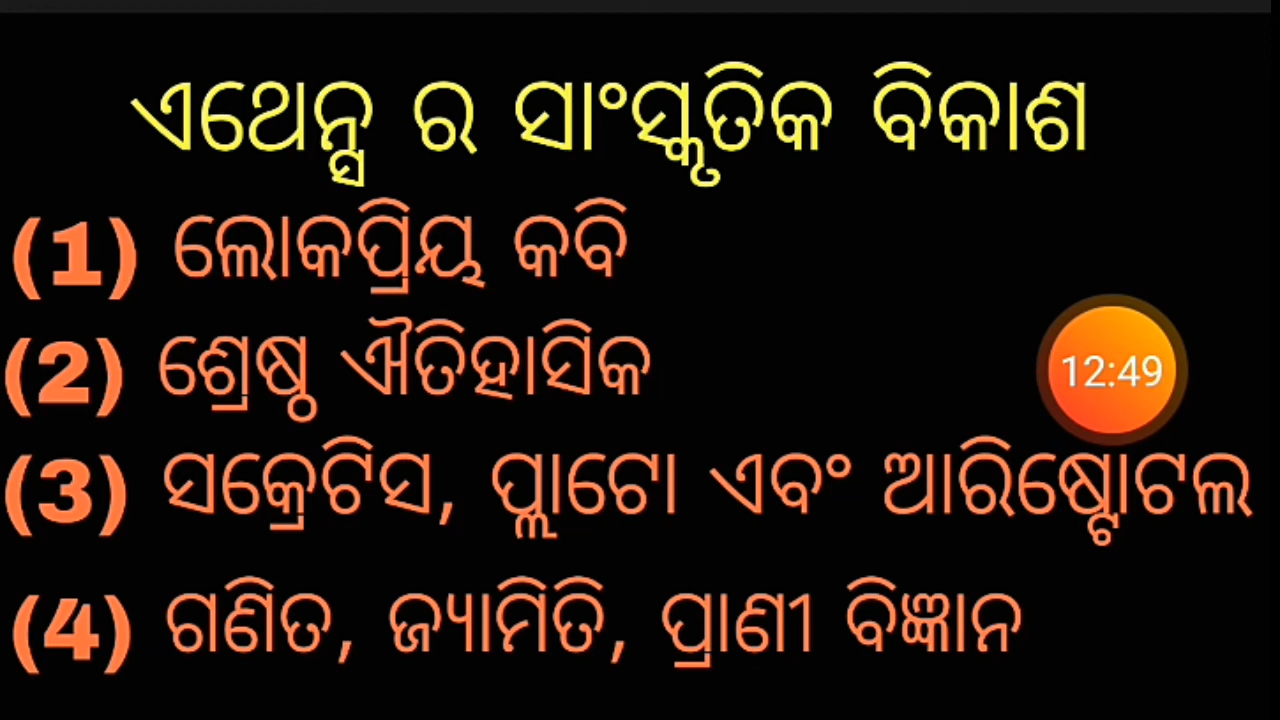 ଏଥେନ୍ସ ର ସାଂସ୍କୃତିକ ବିକାଶ
(1) ଲୋକପ୍ରିୟ କବି
(2) ଶ୍ରେଷ୍ଠ ଐତିହାସିକ
12:49
(3) ସକ୍ରେଟିସ, ପ୍ଲାଟୋ ଏବଂ ଆରିଷ୍ଟୋଟଲ
(4) ଗଣିତ, ଜ୍ୟାମିତି, ପ୍ରାଣୀ ବିଜ୍ଞାନ